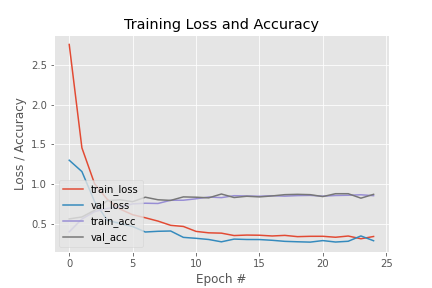 Training Loss and Accuracy
Loss / Accuracy
2.5
2.0
1.5
1.0
0.5
train_loss
val_loss
train_acc
val_acc
0 5 10 15 20 25
Epoch #